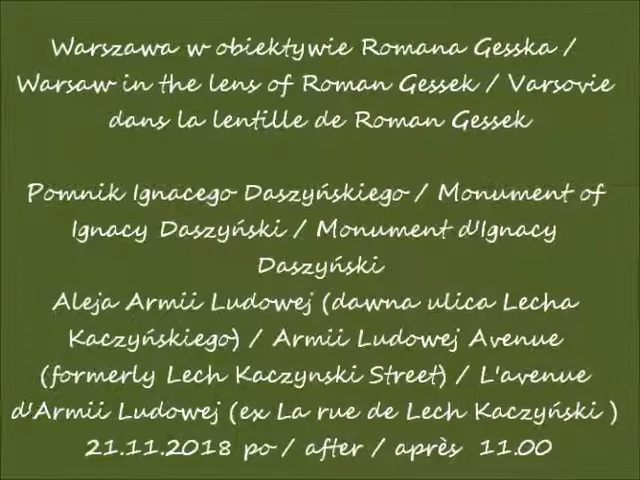 Warszawa w obiektywie Romana Gesska /
Warsaw in the lens of Roman Gessek / Varsovie
dans la lentille de Roman Gessek
Pomnik Ignacego Daszyńskiego / Monument of
Ignacy Daszyński / Monument d'Ignacy
Daszyński
Aleja Armii Ludowej (dawna ulica Lecha
Kaczyńskiego) / Armii Ludowej Avenue
(formerly Lech Kaczynski Street) / L'avenue
d'Armii Ludowej (ex La rue de Lech Kaczyński )
21.11.2018 po / after / après 11.00